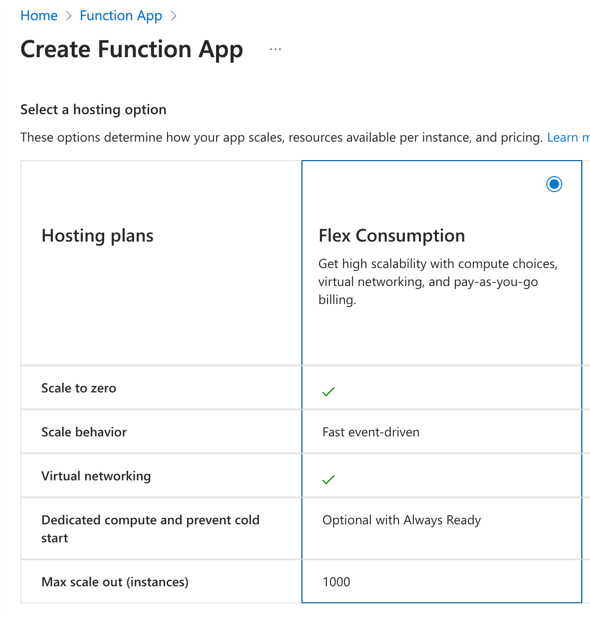 Home > Function App >
Create Function App ...
Select a hosting option
These options determine how your app scales, resources available per instance, and pricing. Learn
Hosting plans
Flex Consumption
Get high scalability with compute choices,
virtual networking, and pay-as-you-go
billing.
Scale to zero
Scale behavior
Fast event-driven
Virtual networking
Dedicated compute and prevent cold
start
Optional with Always Ready
Max scale out (instances)
1000